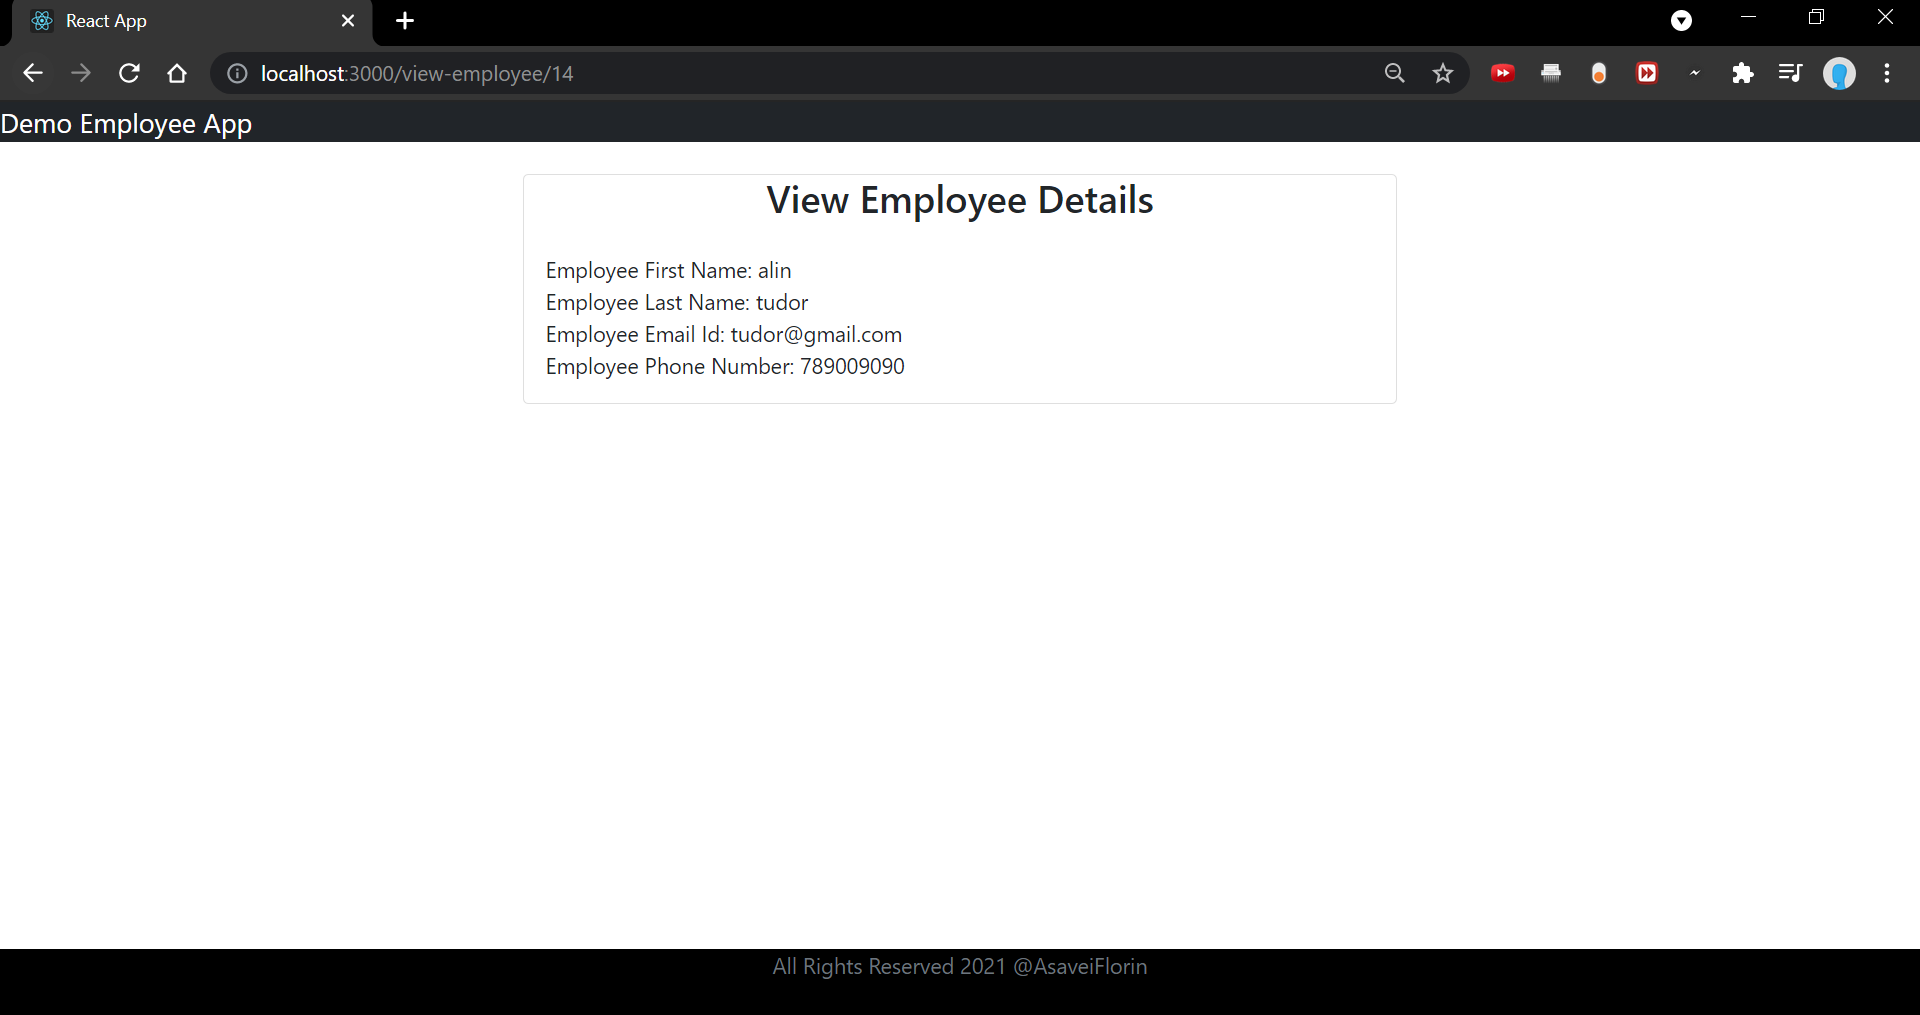 React App
localhost:3000/view-employee/14
Demo Employee App
View Employee Details
Employee First Name: alin
Employee Last Name: tudor
Employee Email Id: tudor@gmail.com
Employee Phone Number: 789009090
All Rights Reserved 2021 @AsaveiFlorin